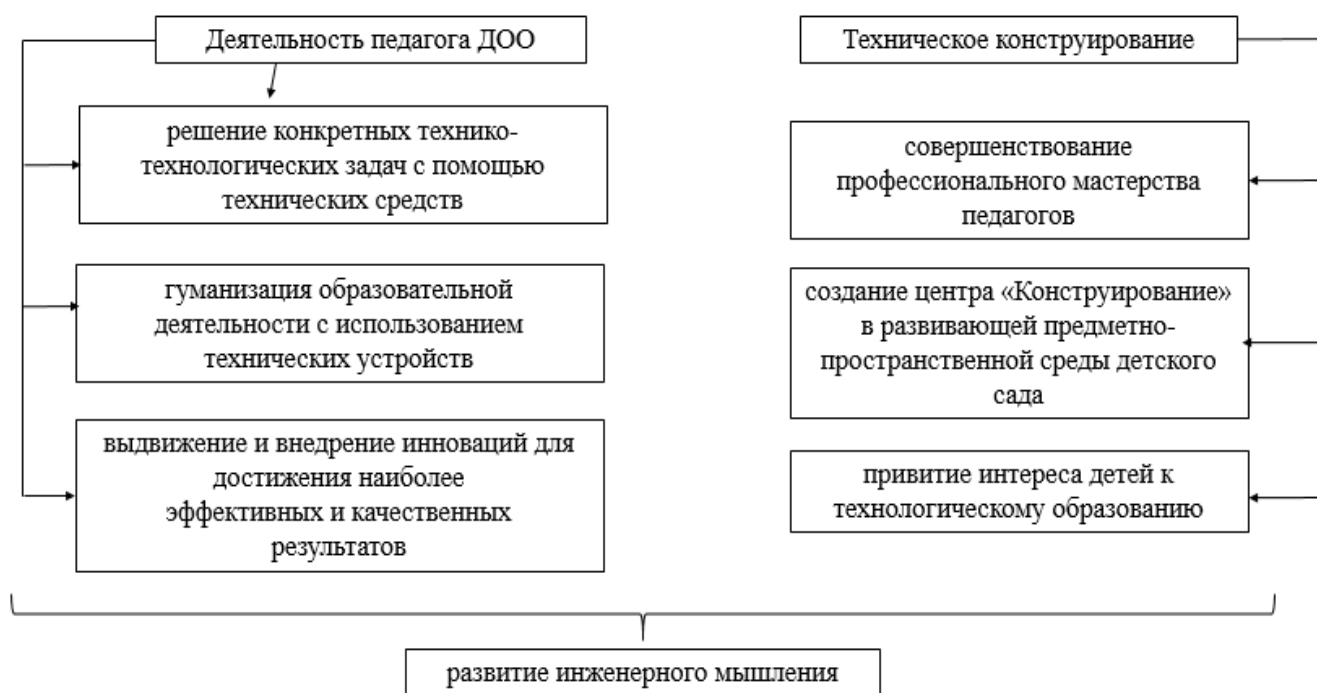 Деятельность педагога ДОО
решение конкретных технико-
технологических задач с помощью
технических средств
гуманизация образовательной
деятельности с использованием
технических устройств
выдвижение и внедрение инноваций для
достижения наиболее
эффективных и качественных
результатов
Техническое конструирование
совершенствование
профессионального мастерства
педагогов
создание центра «Конструирование»
в развивающей предметно-
пространственной среды детского
сада
привитие интереса детей к
технологическому образованию
развитие инженерного мышления